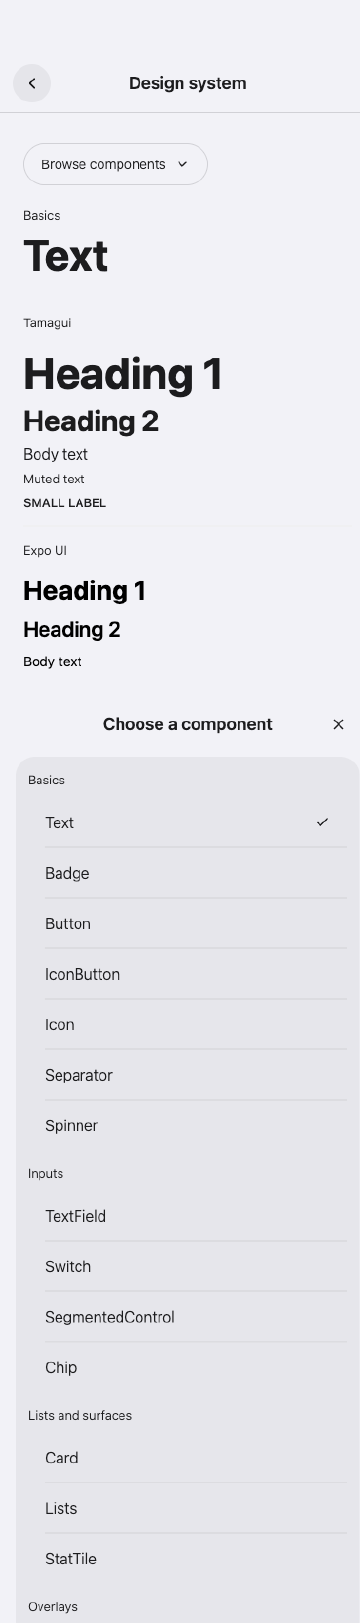 Design system
Browse components
Basics
Text
Tamagui
Heading 1
Heading 2
Body text
Muted text
SMALL LABEL
Expo UI
Heading 1
Heading 2
Body text
Choose a component
Basics
Text
Badge
Button
IconButton
Icon
Separator
Spinner
Inputs
TextField
Switch
SegmentedControl
Chip
Lists and surfaces
Card
Lists
StatTile
Overlays